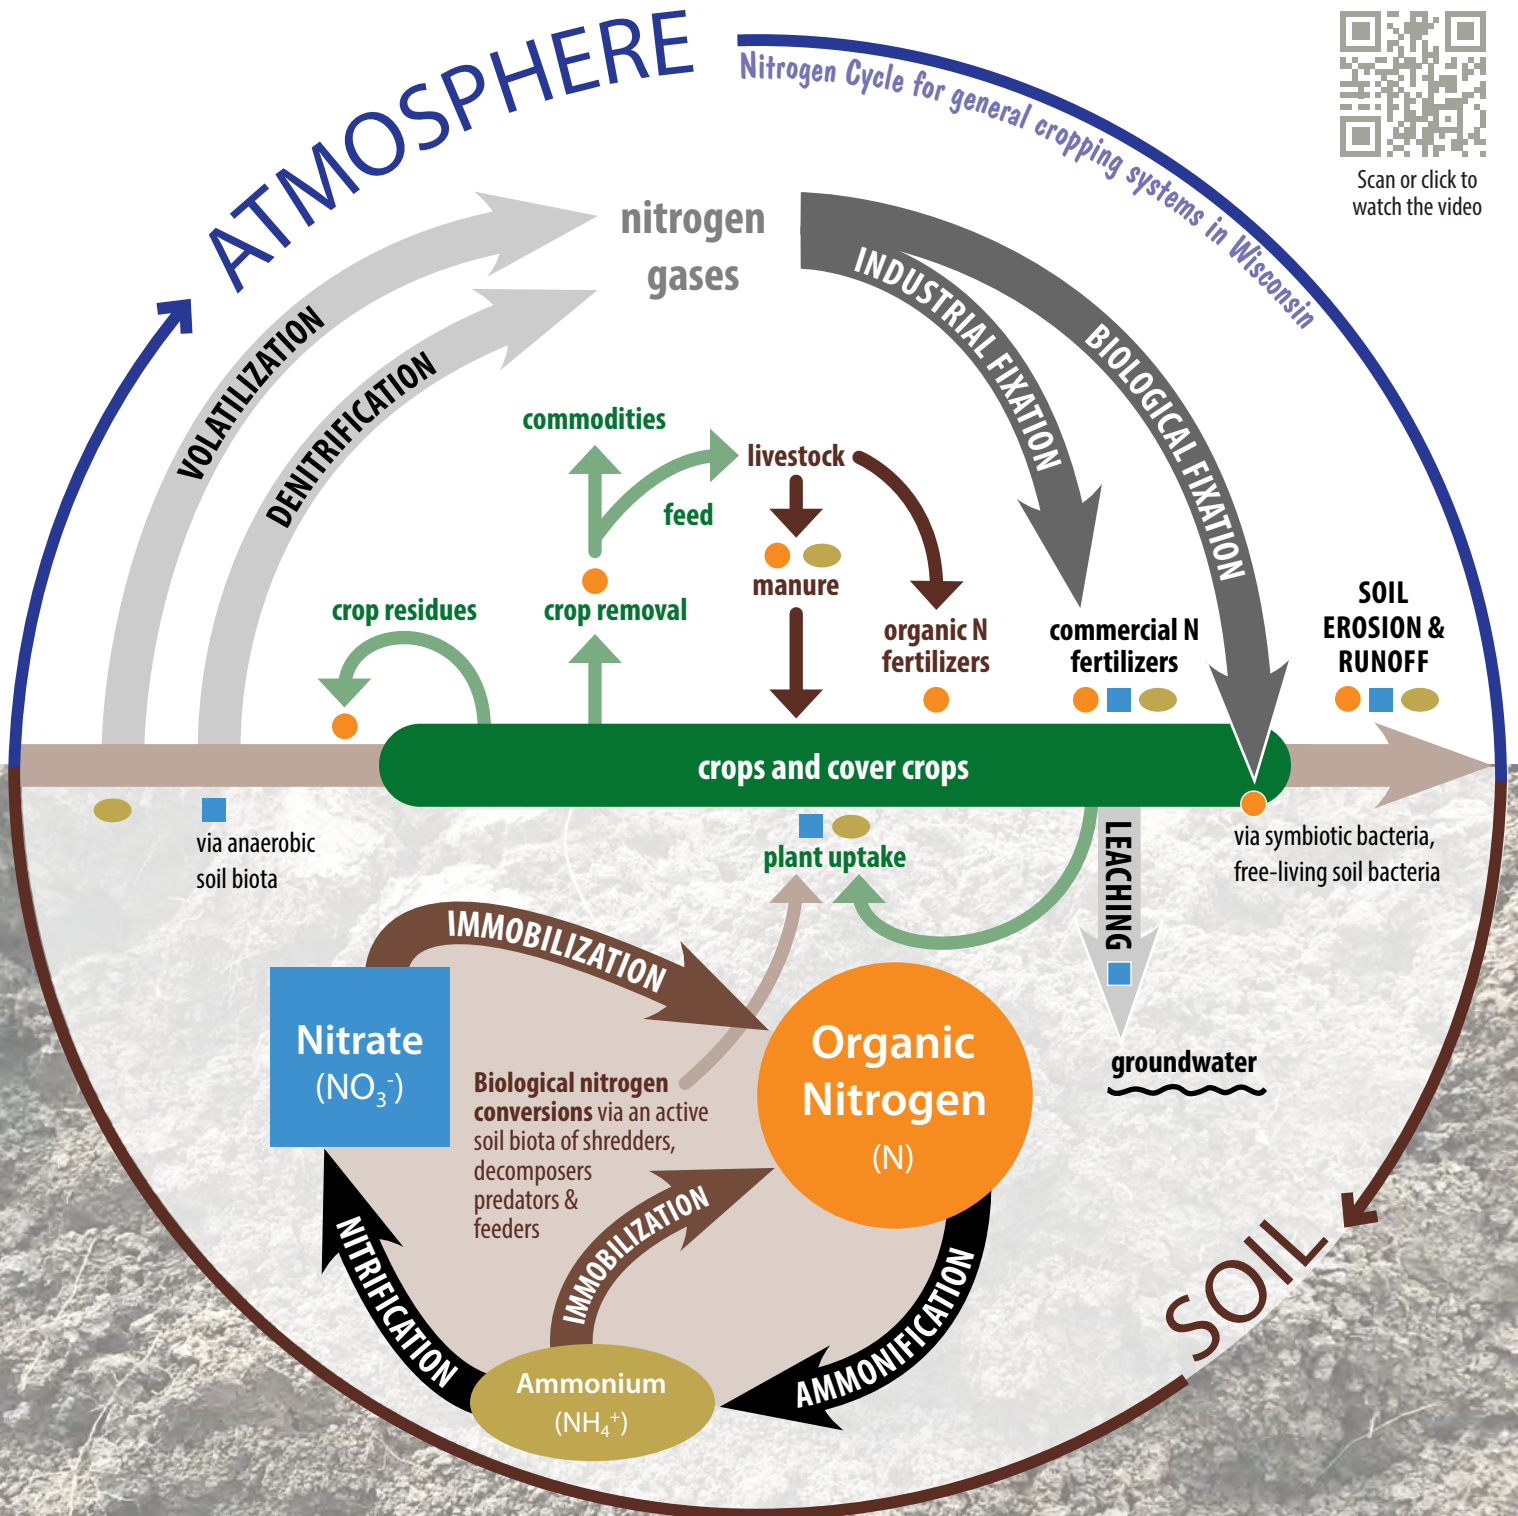 ATMOSPHERE
Nitrogen Cycle for general cropping systems in Wisconsin
Scan or click to
watch the video
nitrogen
gases
VOLATILIZATION
DENITRIFICATION
INDUSTRIAL FIXATION
BIOLOGICAL FIXATION
commodities
livestock
feed
manure
crop residues
crop removal
organic N
fertilizers
commercial N
fertilizers
SOIL
EROSION &
RUNOFF
crops and cover crops
via anaerobic
soil biota
plant uptake
LEACHING
via symbiotic bacteria,
free-living soil bacteria
IMMOBILIZATION
Nitrate
(NO₃⁻)
Organic
Nitrogen
(N)
groundwater
Biological nitrogen
conversions via an active
soil biota of shredders,
decomposers
predators &
feeders
IMMOBILIZATION
NITRIFICATION
AMMONIFICATION
Ammonium
(NH₄⁺)
SOIL